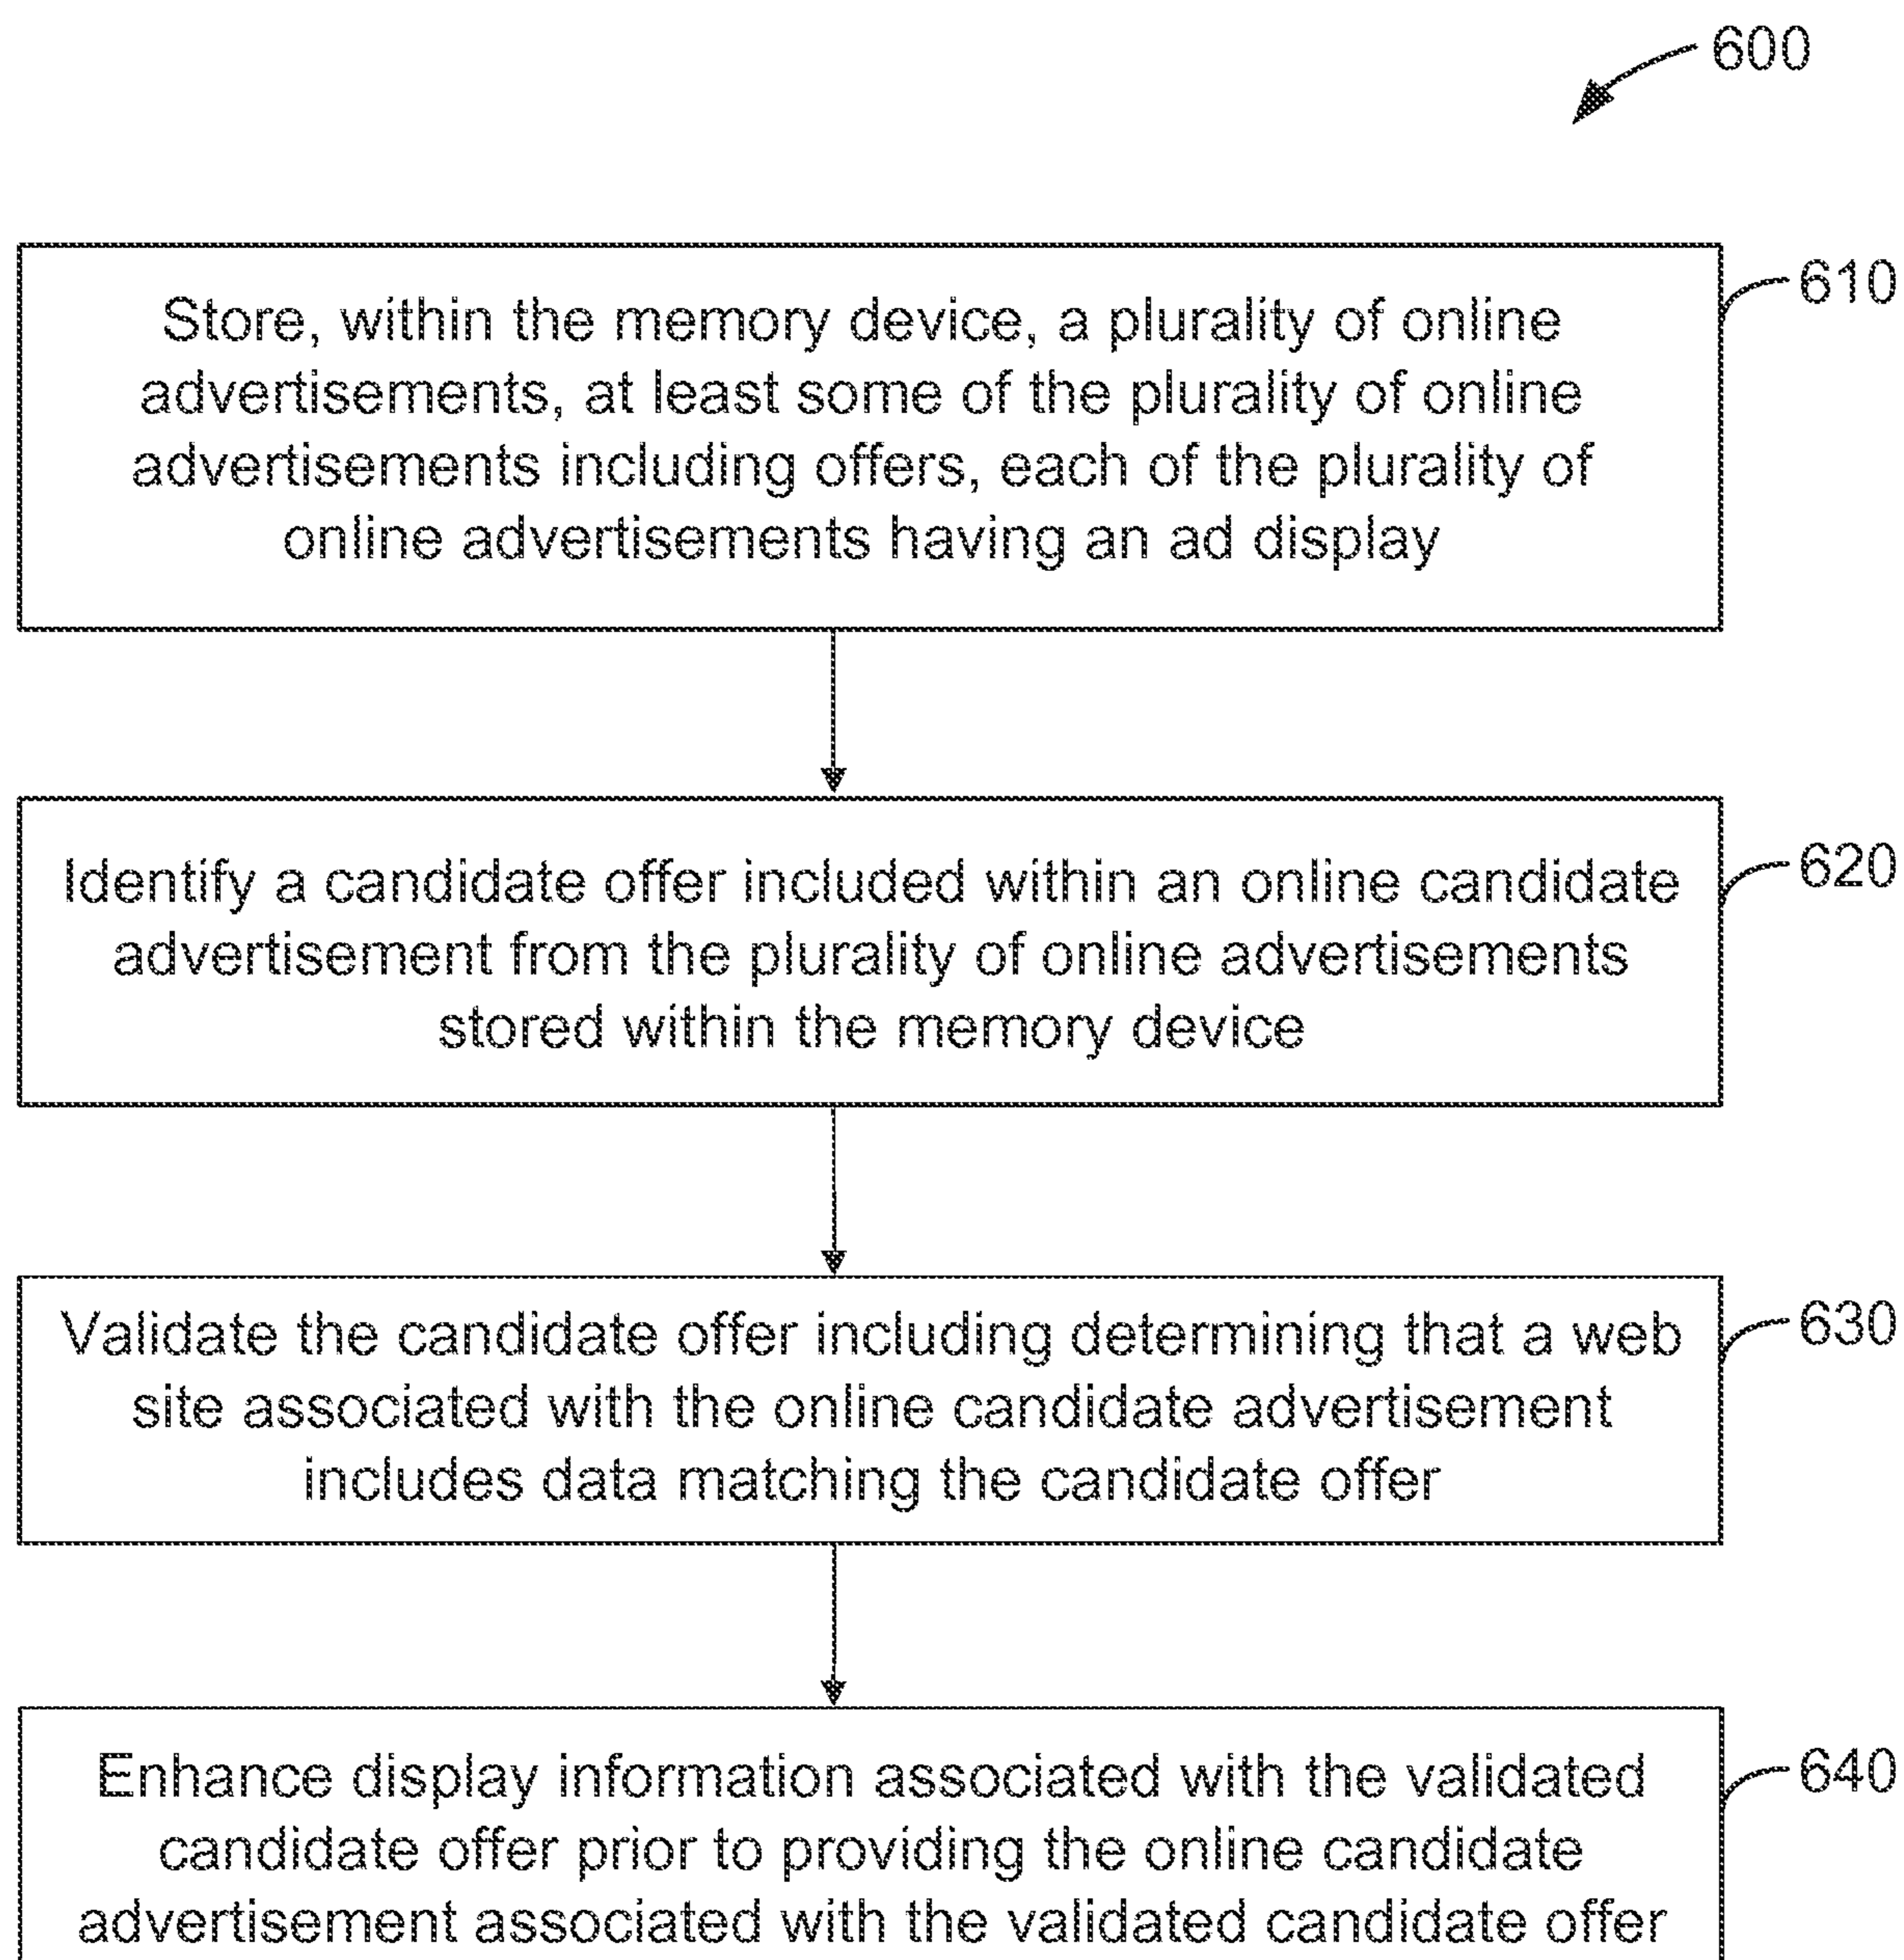 600
610
Store, within the memory device, a plurality of online
advertisements, at least some of the plurality of online
advertisements including offers, each of the plurality of
online advertisements having an ad display
620
Identify a candidate offer included within an online candidate
advertisement from the plurality of online advertisements
stored within the memory device
630
Validate the candidate offer including determining that a web
site associated with the online candidate advertisement
includes data matching the candidate offer
640
Enhance display information associated with the validated
candidate offer prior to providing the online candidate
advertisement associated with the validated candidate offer